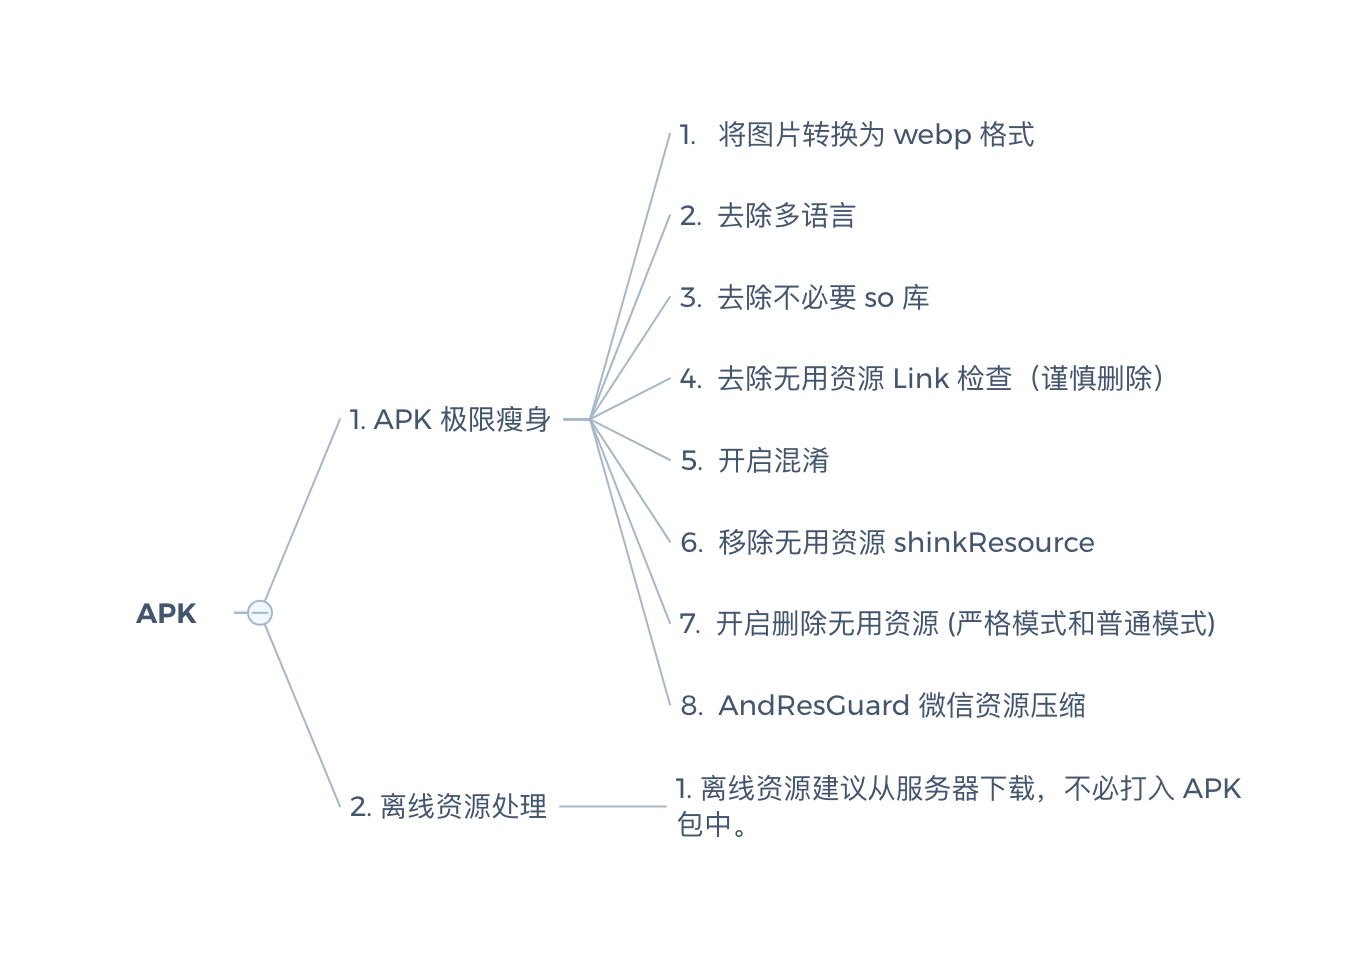 APK
1. APK 极限瘦身
1. 将图片转换为 webp 格式
2. 去除多语言
3. 去除不必要 so 库
4. 去除无用资源 Link 检查（谨慎删除）
5. 开启混淆
6. 移除无用资源 shinkResource
7. 开启删除无用资源 (严格模式和普通模式)
8. AndResGuard 微信资源压缩
2. 离线资源处理
1. 离线资源建议从服务器下载，不必打入 APK
包中。